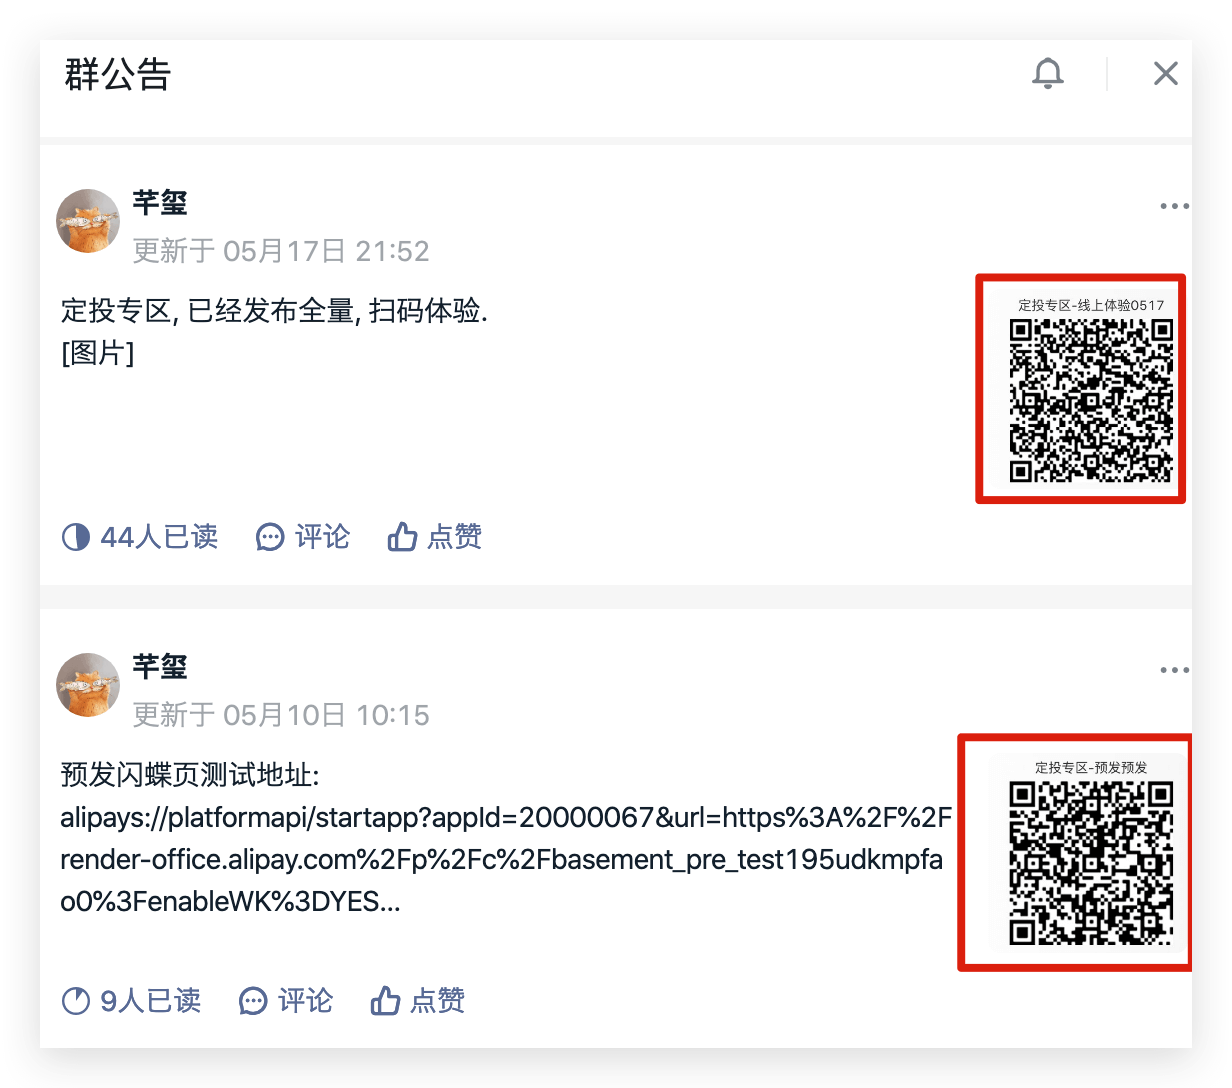 群公告
芊玺
更新于 05月17日 21:52
定投专区, 已经发布全量, 扫码体验.
[图片]
定投专区-线上体验0517
44人已读
评论
点赞
芊玺
更新于 05月10日 10:15
预发闪蝶页测试地址:
alipays://platformapi/startapp?appId=20000067&url=https%3A%2F%2F
render-office.alipay.com%2Fp%2Fc%2Fbasement_pre_test195udkmpfa
o0%3FenableWK%3DYES...
定投专区-预发预发
9人已读
评论
点赞